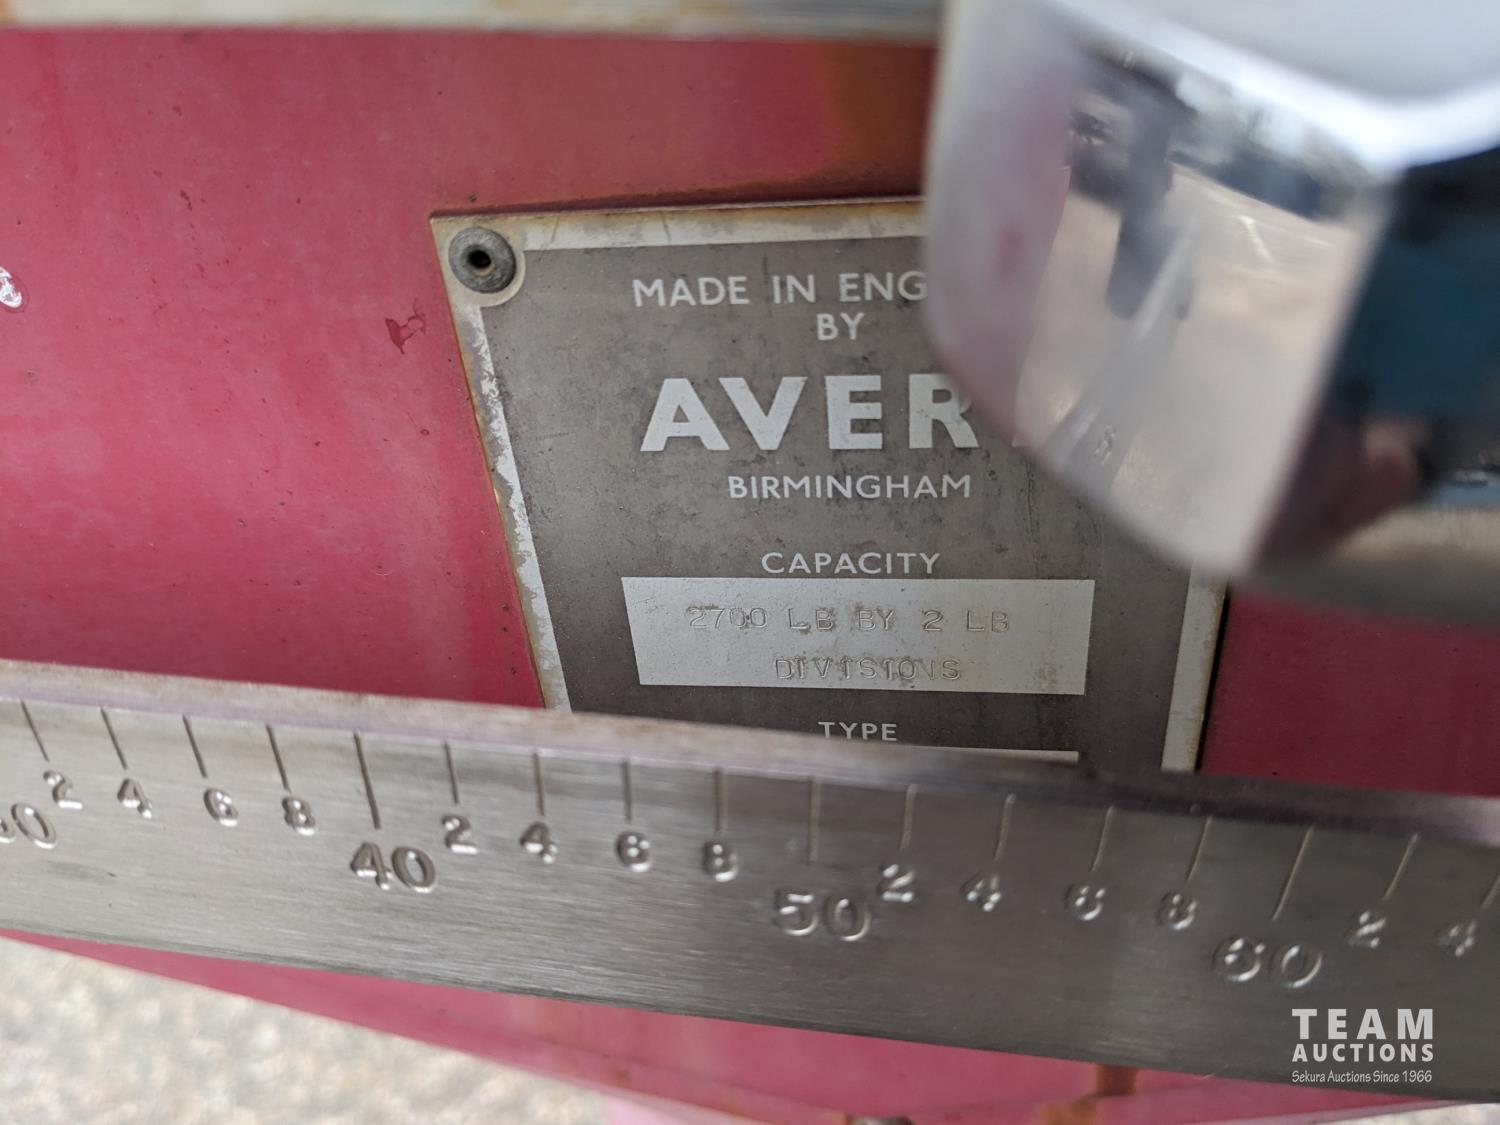 MADE IN ENG
BY
AVER
BIRMINGHAM
CAPACITY
2700 LB BY 2 LB
DIVISIONS
TYPE
2 4 6 8 40 2 4 6 8 50 2 4 6 8 60 2 4
TEAM
AUCTIONS
Sekura Auctions Since 1966